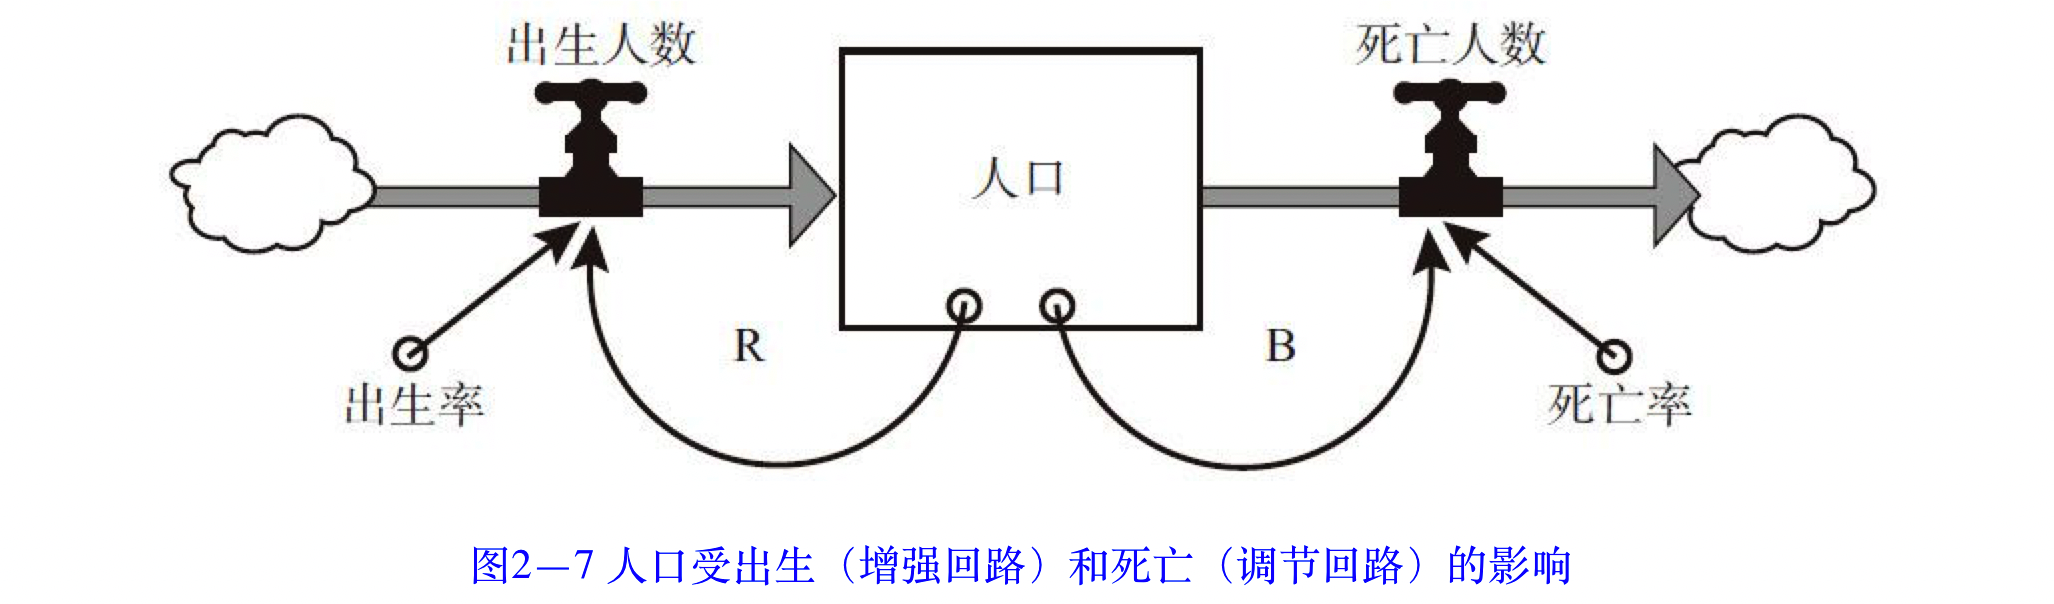 出生人数
死亡人数
人口
R
B
出生率
死亡率
图2—7 人口受出生（增强回路）和死亡（调节回路）的影响